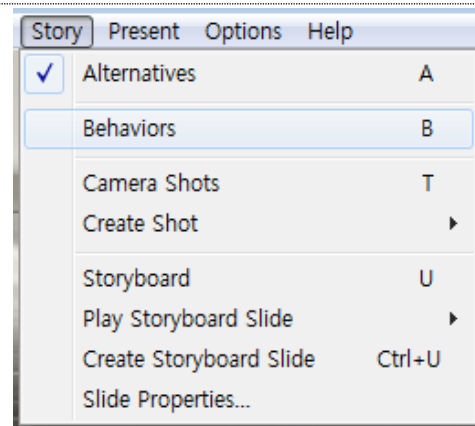 Story Present Options Help
Alternatives A
Behaviors B
Camera Shots T
Create Shot
Storyboard U
Play Storyboard Slide
Create Storyboard Slide Ctrl+U
Slide Properties...